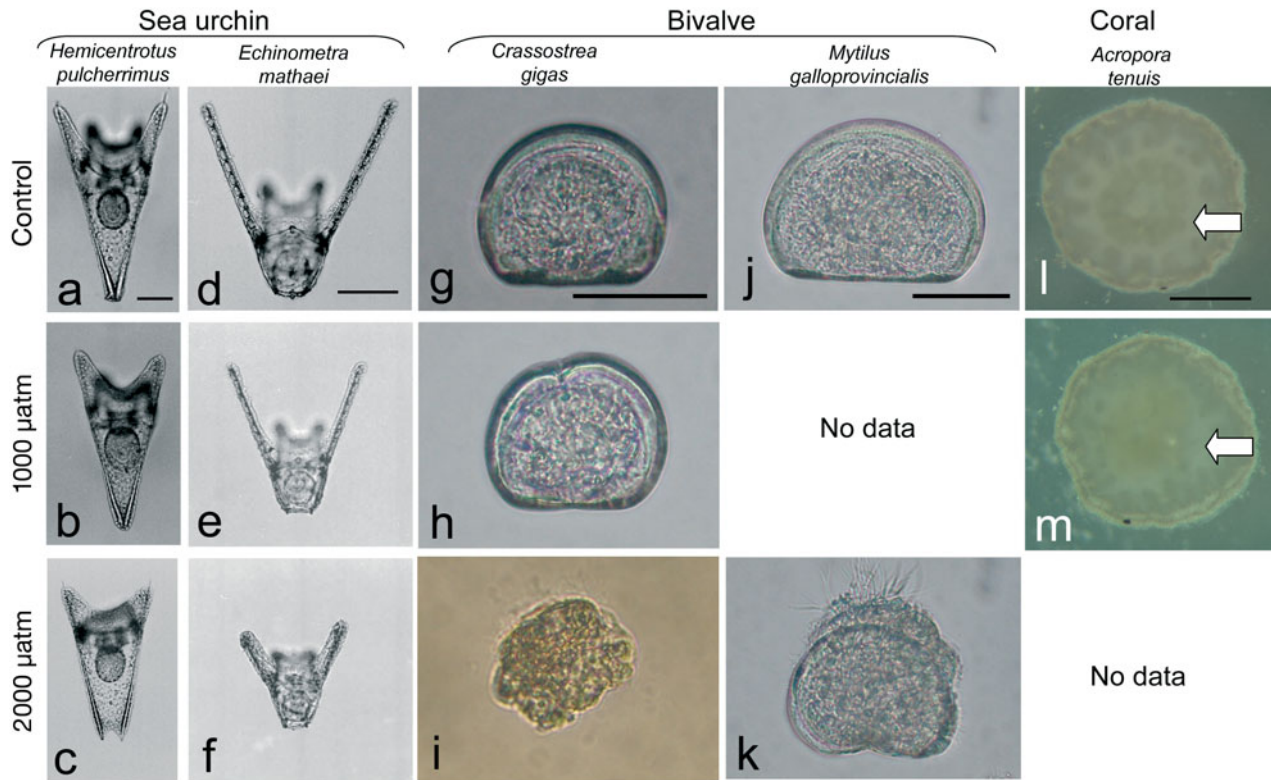 Sea urchin
Bivalve
Coral
Hemicentrotus
pulcherrimus
Echinometra
mathaei
Crassostrea
gigas
Mytilus
galloprovincialis
Acropora
tenuis
Control
a
d
g
j
l
1000 µatm
b
e
h
No data
m
2000 µatm
c
f
i
k
No data